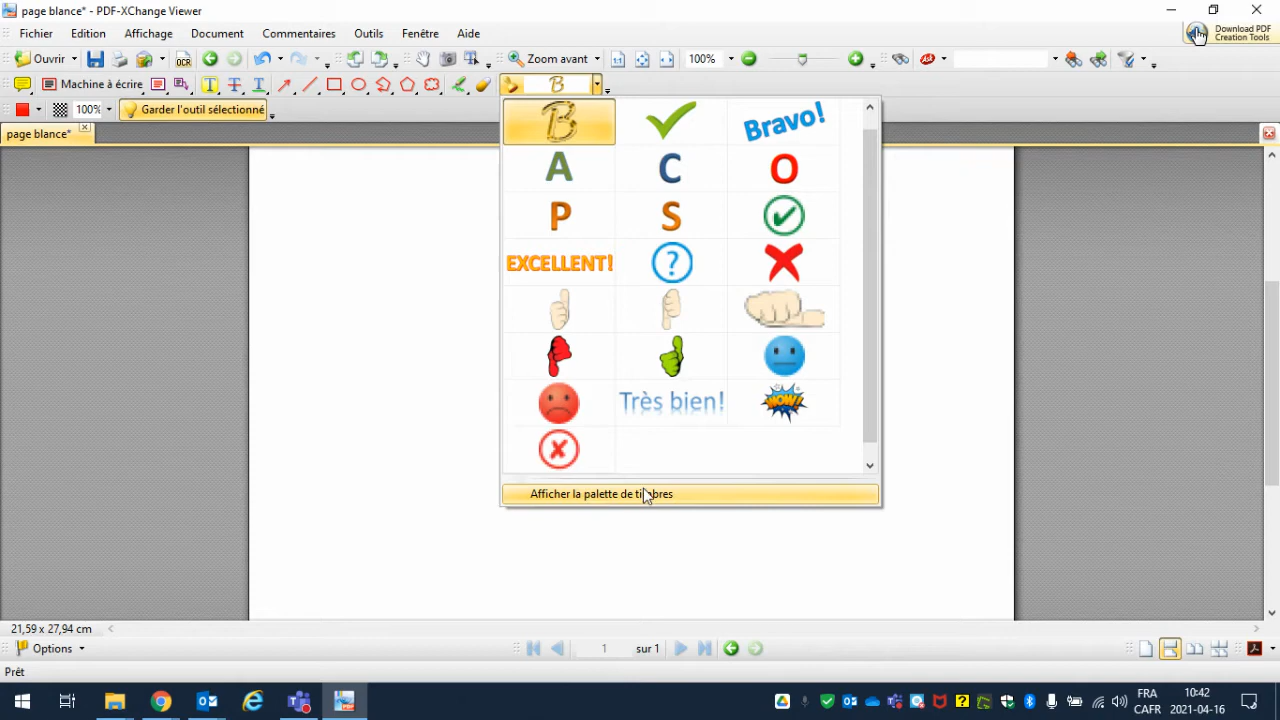 page blance* - PDF-XChange Viewer
Fichier Edition Affichage Document Commentaires Outils Fenêtre Aide
Download PDF
Creation Tools
Ouvrir OCR Zoom avant 100%
Machine à écrire T T T B
100% Garder l'outil sélectionné
page blance*
B Bravo!
A C O
P S
EXCELLENT! ?
Très bien! WOW!
Afficher la palette de timbres
21,59 x 27,94 cm
Options 1 sur 1
Prêt
FRA 10:42
CAFR 2021-04-16